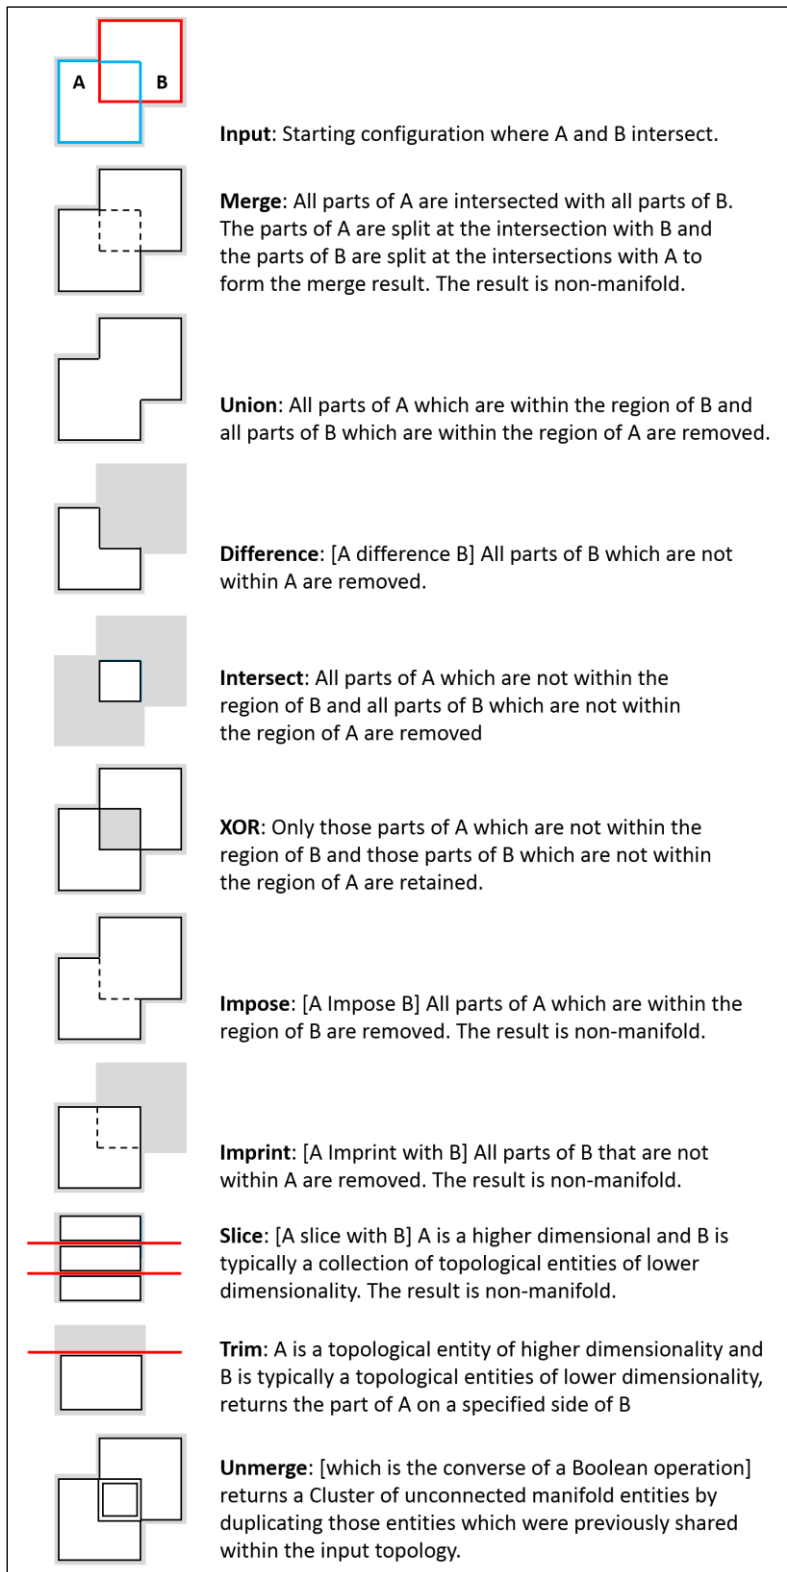 A B
Input: Starting configuration where A and B intersect.
Merge: All parts of A are intersected with all parts of B.
The parts of A are split at the intersection with B and
the parts of B are split at the intersections with A to
form the merge result. The result is non-manifold.
Union: All parts of A which are within the region of B and
all parts of B which are within the region of A are removed.
Difference: [A difference B] All parts of B which are not
within A are removed.
Intersect: All parts of A which are not within the
region of B and all parts of B which are not within
the region of A are removed
XOR: Only those parts of A which are not within the
region of B and those parts of B which are not within
the region of A are retained.
Impose: [A Impose B] All parts of A which are within the
region of B are removed. The result is non-manifold.
Imprint: [A Imprint with B] All parts of B that are not
within A are removed. The result is non-manifold.
Slice: [A slice with B] A is a higher dimensional and B is
typically a collection of topological entities of lower
dimensionality. The result is non-manifold.
Trim: A is a topological entity of higher dimensionality and
B is typically a topological entities of lower dimensionality,
returns the part of A on a specified side of B
Unmerge: [which is the converse of a Boolean operation]
returns a Cluster of unconnected manifold entities by
duplicating those entities which were previously shared
within the input topology.